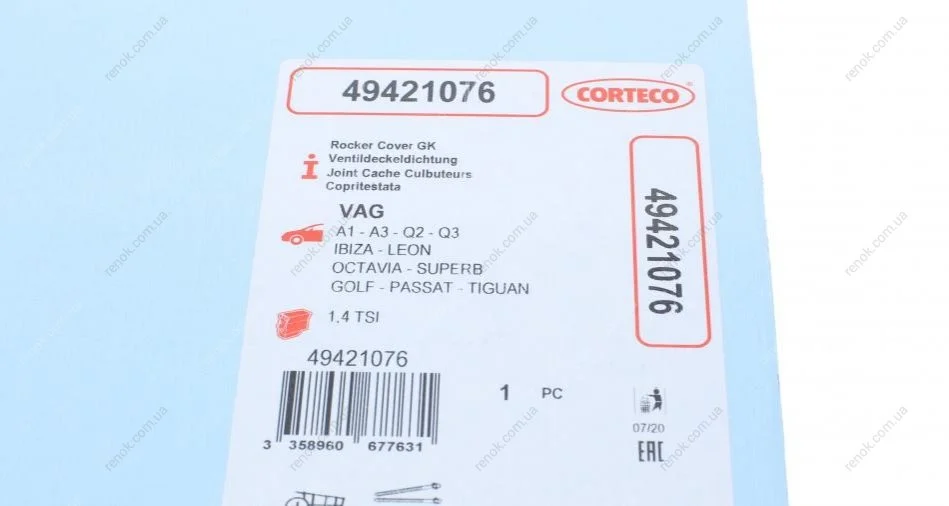 49421076
CORTECO
Rocker Cover GK
Ventildeckeldichtung
Joint Cache Culbuteurs
Copritestata
VAG
A1 - A3 - Q2 - Q3
IBIZA - LEON
OCTAVIA - SUPERB
GOLF - PASSAT - TIGUAN
1.4 TSI
49421076
49421076
3 358960 677631
1 PC
07/20
EAC
renok.com.ua